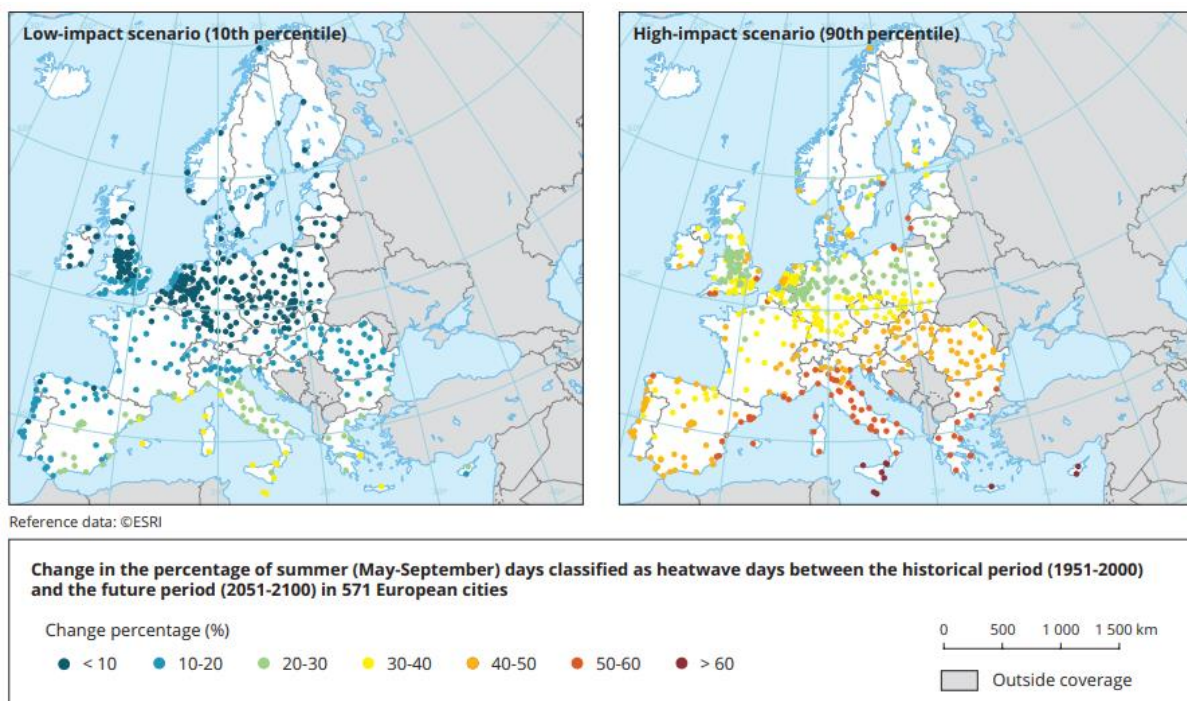 Low-impact scenario (10th percentile)
High-impact scenario (90th percentile)
Reference data: ©ESRI
Change in the percentage of summer (May-September) days classified as heatwave days between the historical period (1951-2000)
and the future period (2051-2100) in 571 European cities
Change percentage (%)
0 500 1 000 1 500 km
< 10 10-20 20-30 30-40 40-50 50-60 > 60
Outside coverage